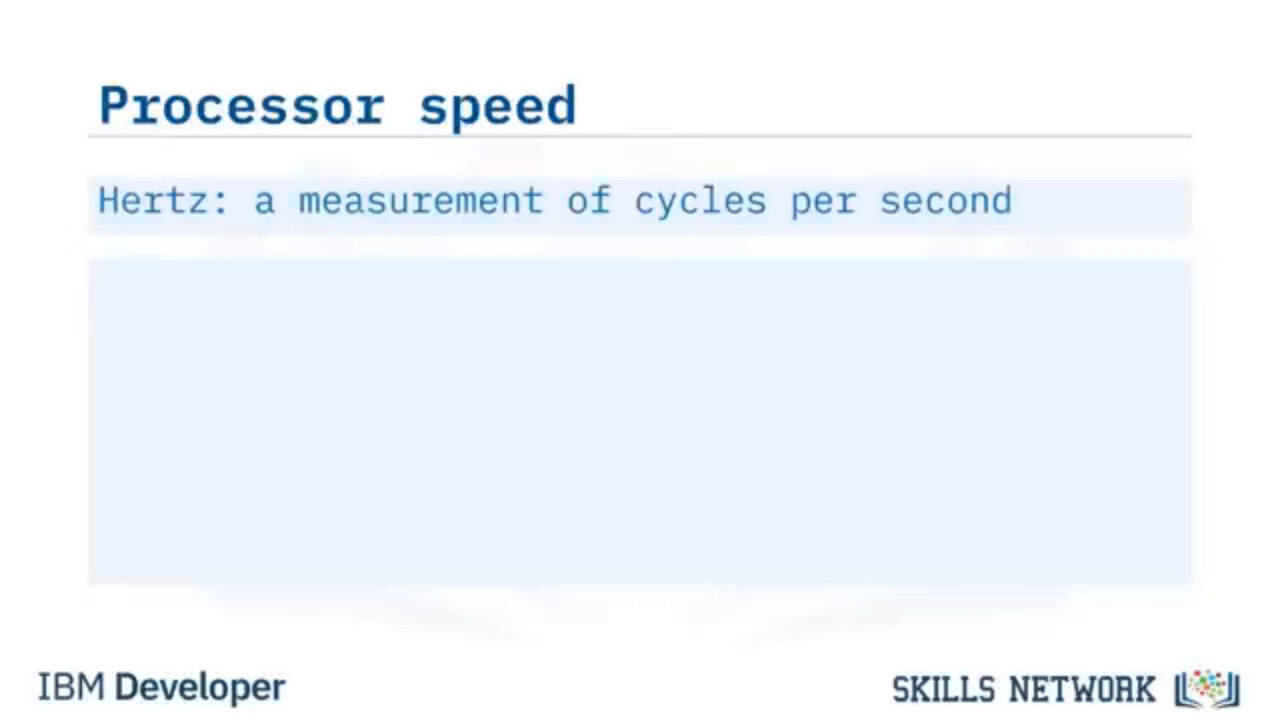 Processor speed
Hertz: a measurement of cycles per second
IBM Developer
SKILLS NETWORK